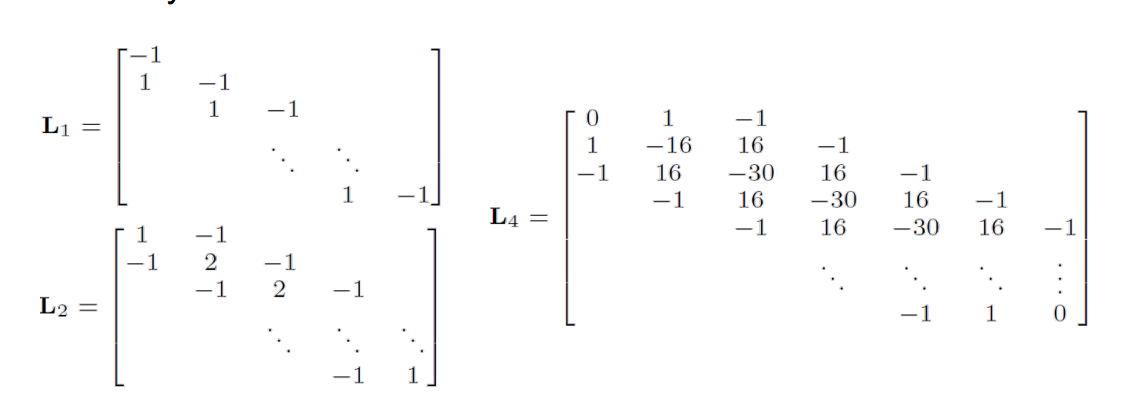 L₁ =
−1
1 −1
1 −1
⋱ ⋱
1 −1
L₂ =
1 −1
−1 2 −1
−1 2 −1
⋱ ⋱ ⋱
−1 1
L₄ =
0 1 −1
1 −16 16 −1
−1 16 −30 16 −1
−1 16 −30 16 −1
−1 16 −30 16 −1
⋱ ⋱ ⋱ ⋮
−1 1 0